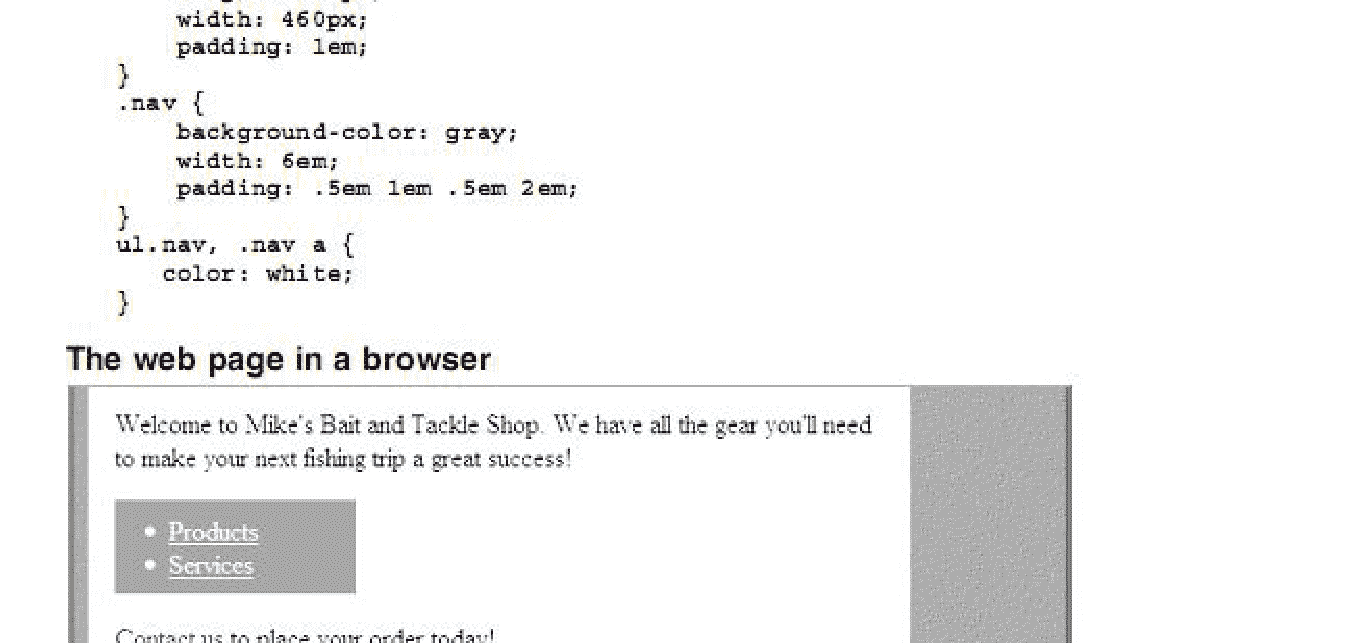 width: 460px;
padding: 1em;
}
.nav {
background-color: gray;
width: 6em;
padding: .5em 1em .5em 2em;
}
ul.nav, .nav a {
color: white;
}
The web page in a browser
Welcome to Mike's Bait and Tackle Shop. We have all the gear you'll need
to make your next fishing trip a great success!
• Products
• Services
Contact us to place your order today!